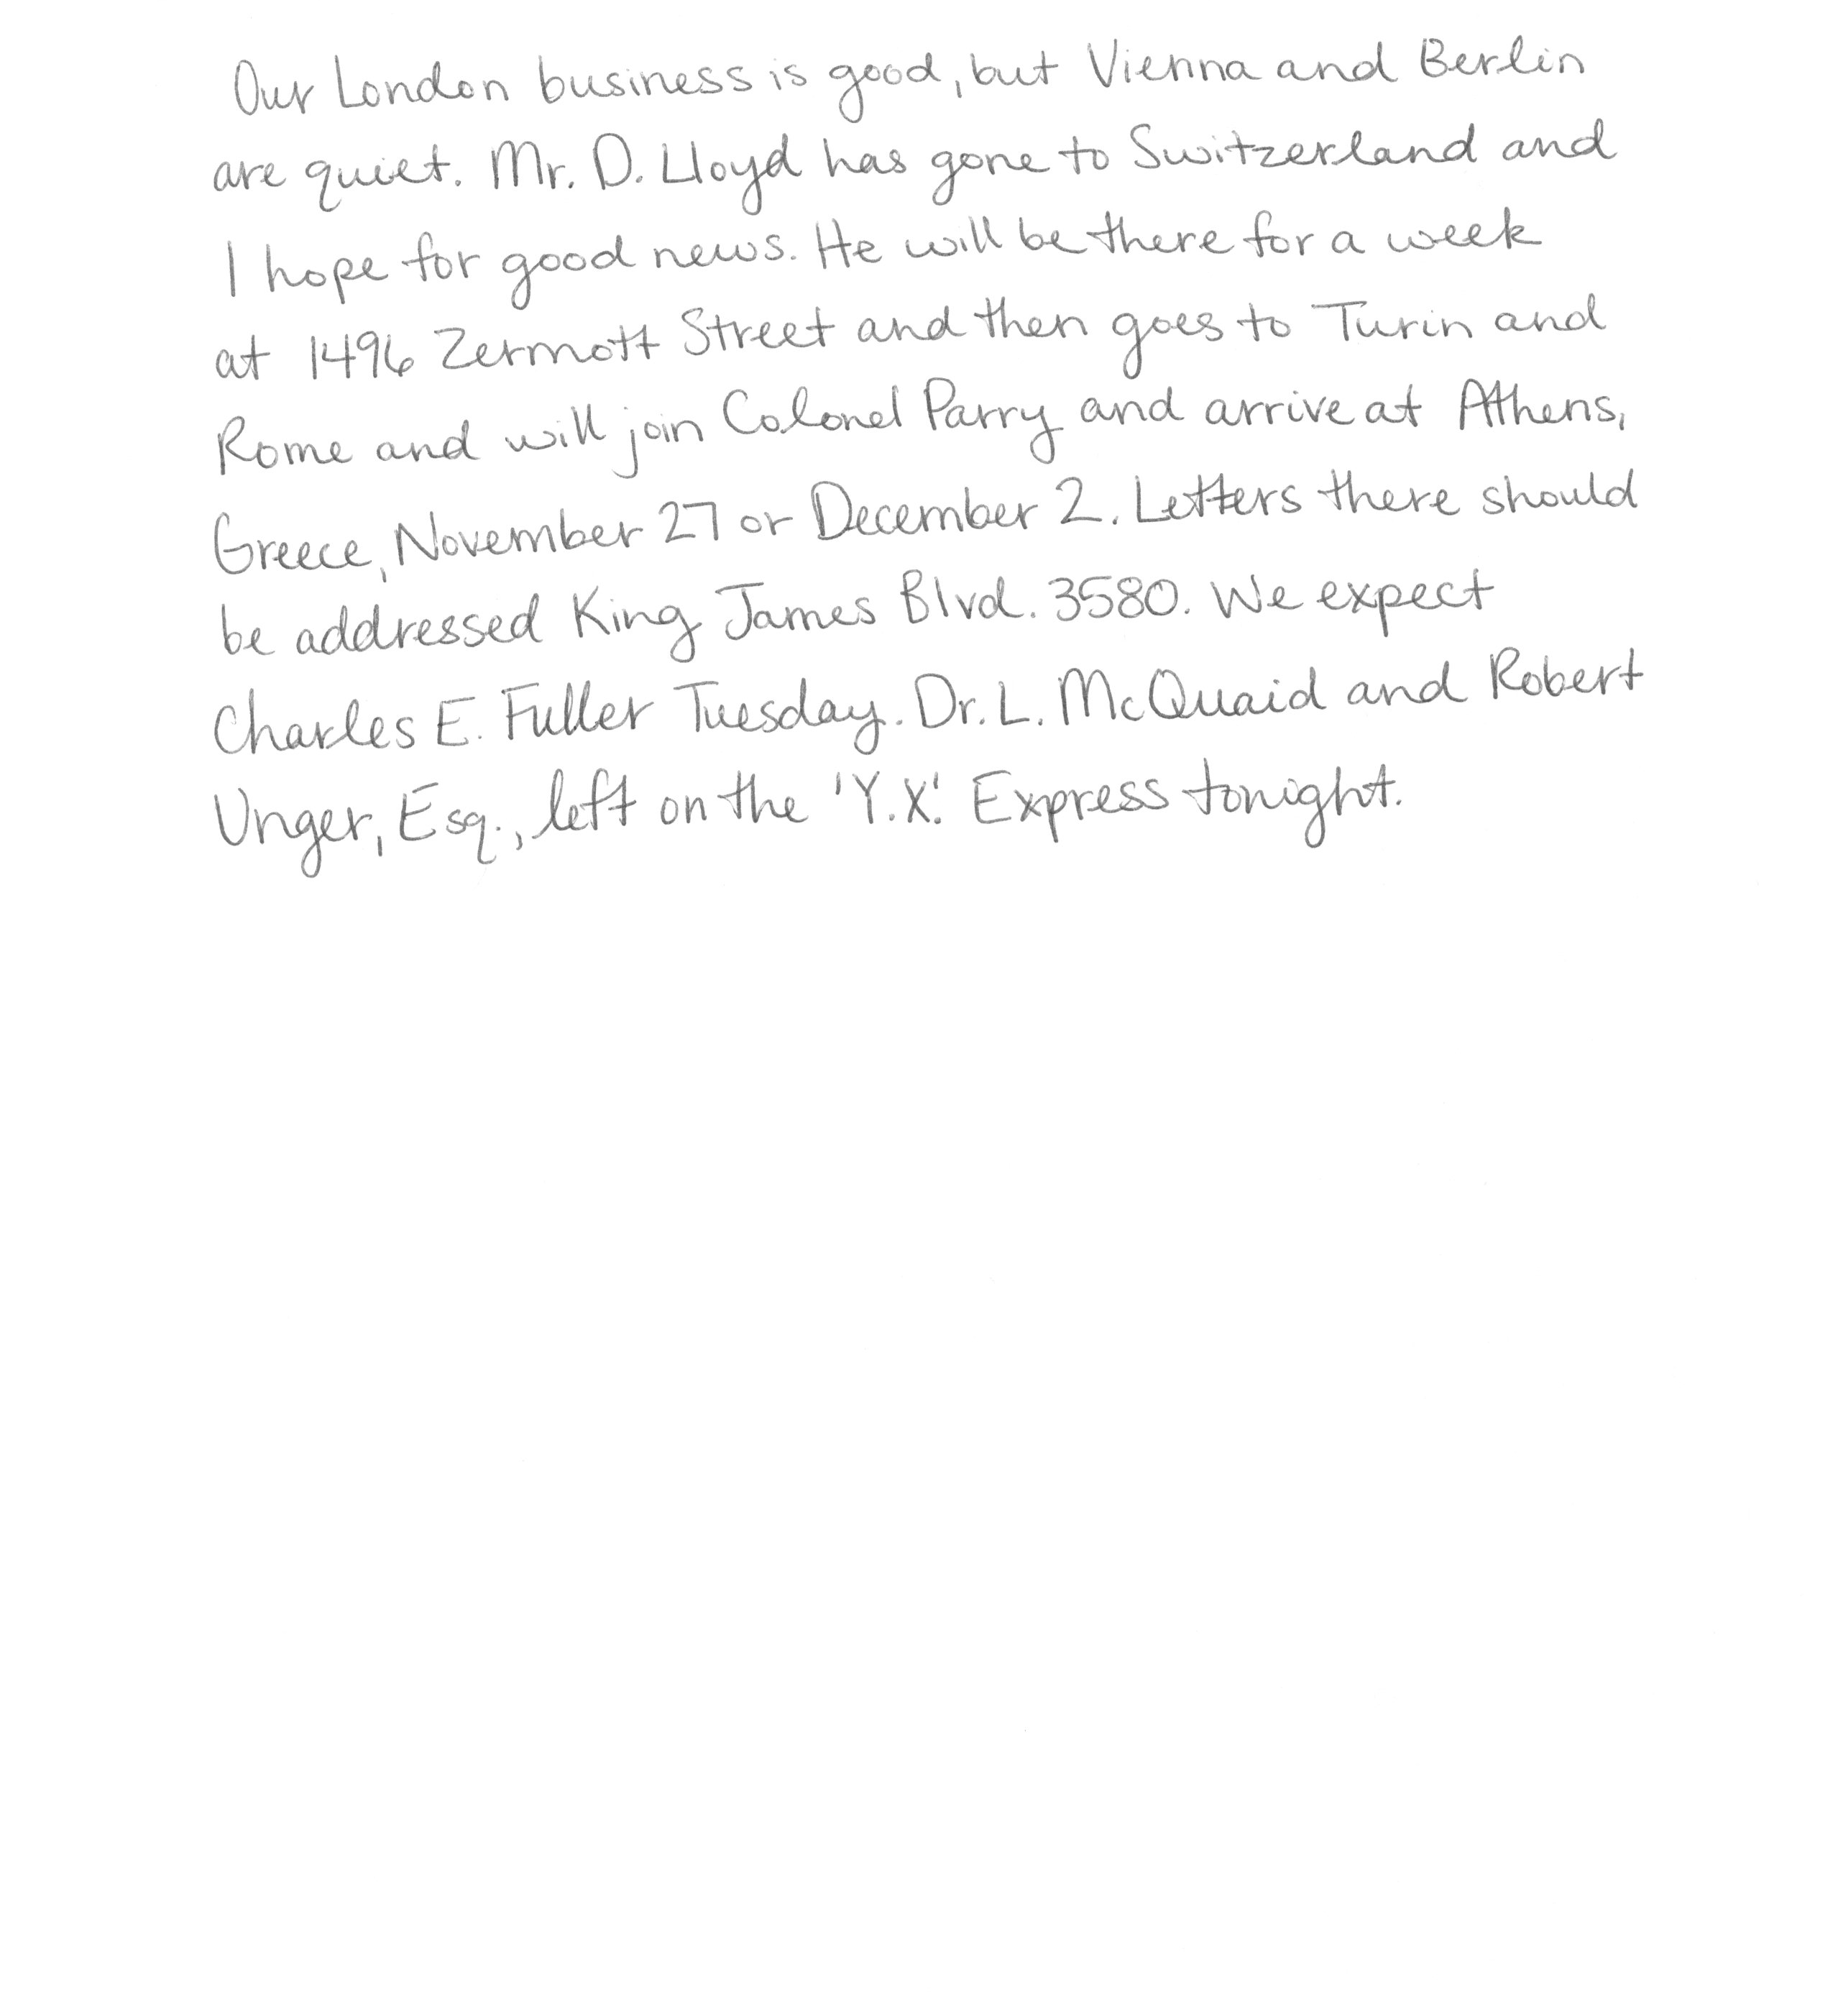 Our London business is good, but Vienna and Berlin
are quiet. Mr. D. Lloyd has gone to Switzerland and
I hope for good news. He will be there for a week
at 1496 Zermott Street and then goes to Turin and
Rome and will join Colonel Parry and arrive at Athens,
Greece, November 27 or December 2. Letters there should
be addressed King James Blvd. 3580. We expect
Charles E. Fuller Tuesday. Dr. L. McQuaid and Robert
Unger, Esq., left on the 'Y.X.' Express tonight.